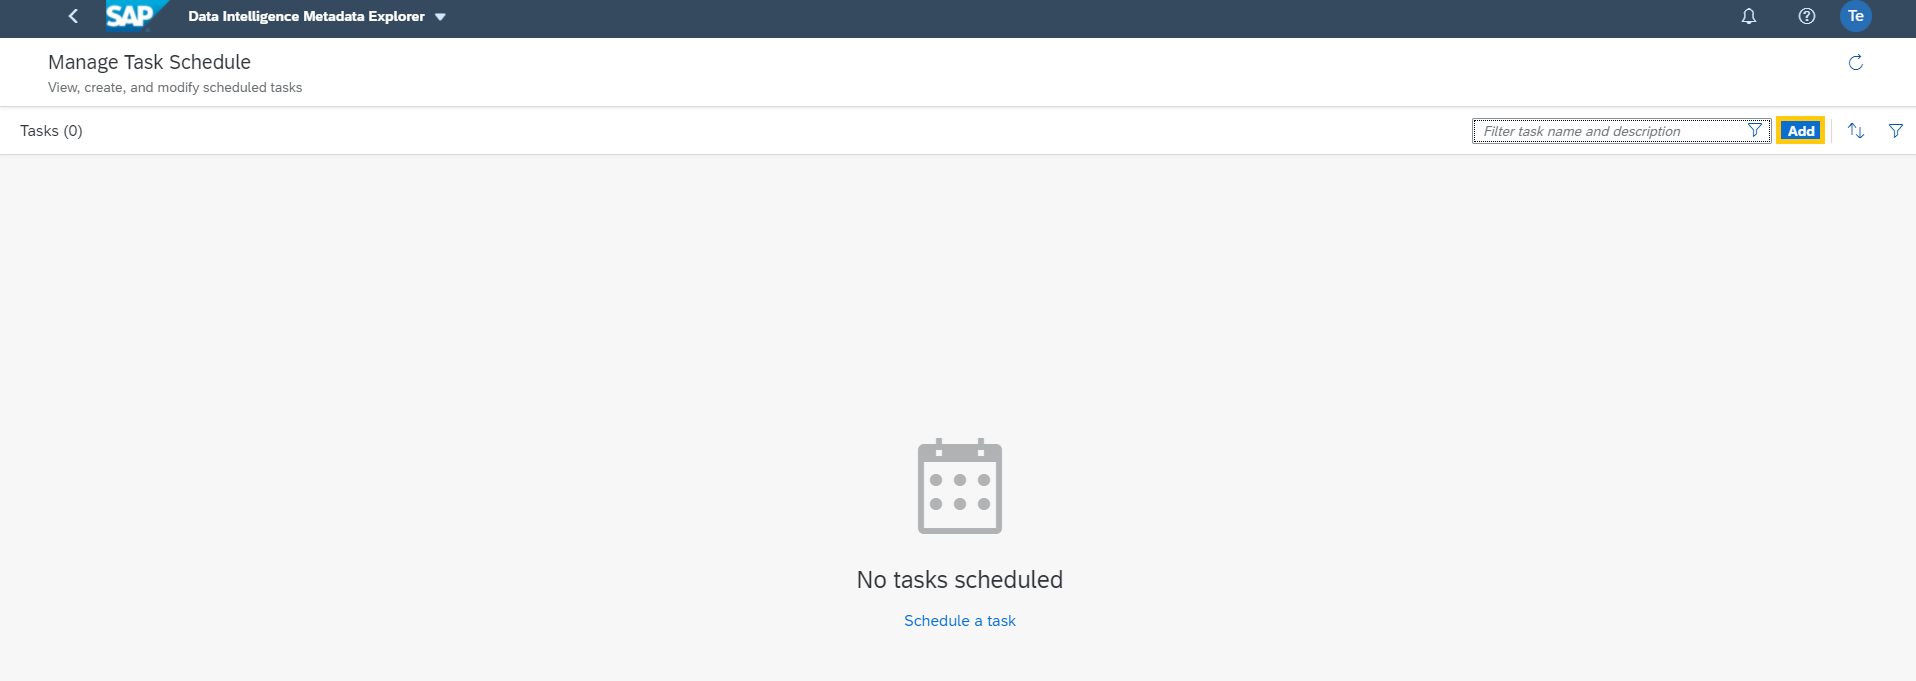 SAP Data Intelligence Metadata Explorer
Te
Manage Task Schedule
View, create, and modify scheduled tasks
Tasks (0)
Filter task name and description
Add
No tasks scheduled
Schedule a task